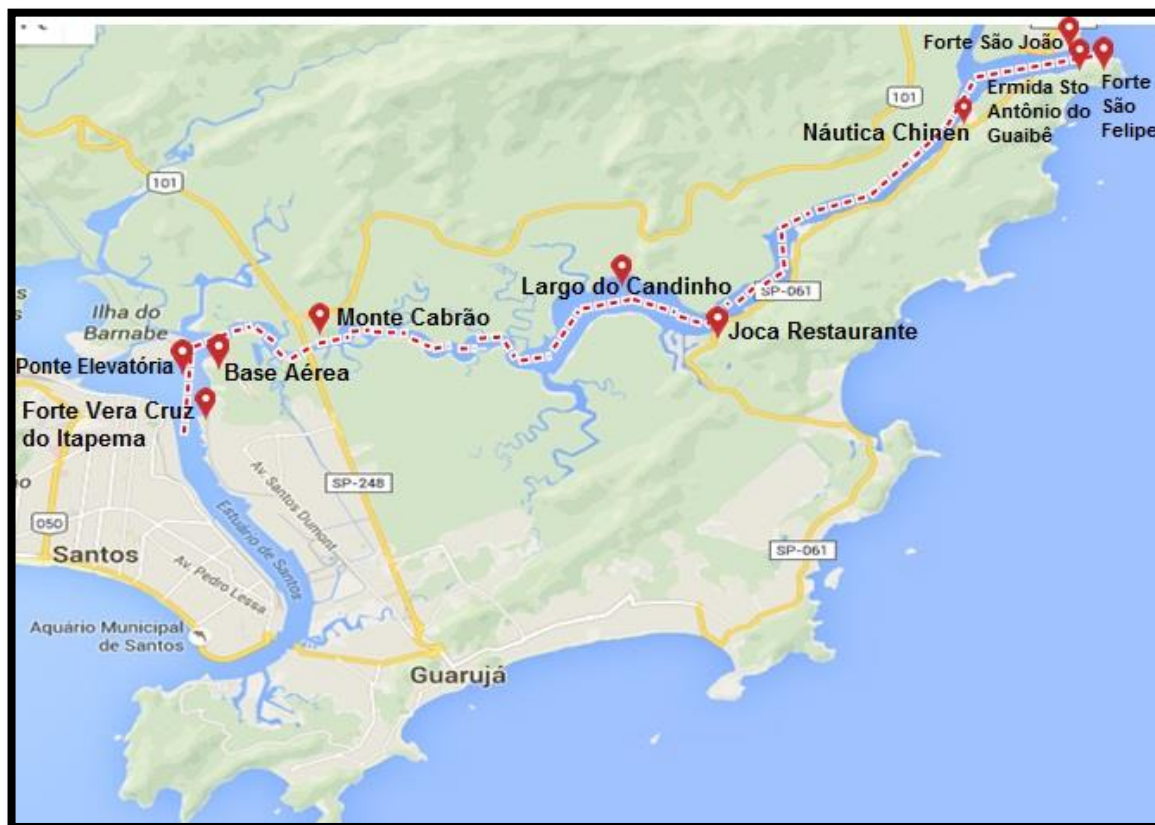 Forte São João
101
Ermida Sto
Antônio do
Guaibê
Forte
São
Felipe
Náutica Chinen
101
Largo do Candinho
SP-061
Ilha do
Barnabe
Monte Cabrão
Joca Restaurante
Ponte Elevatória
Base Aérea
Forte Vera Cruz
do Itapema
Av. Santos Dumont
SP-248
050
Estuário de Santos
Santos
SP-061
Av. Pedro Lessa
Aquário Municipal
de Santos
Guarujá